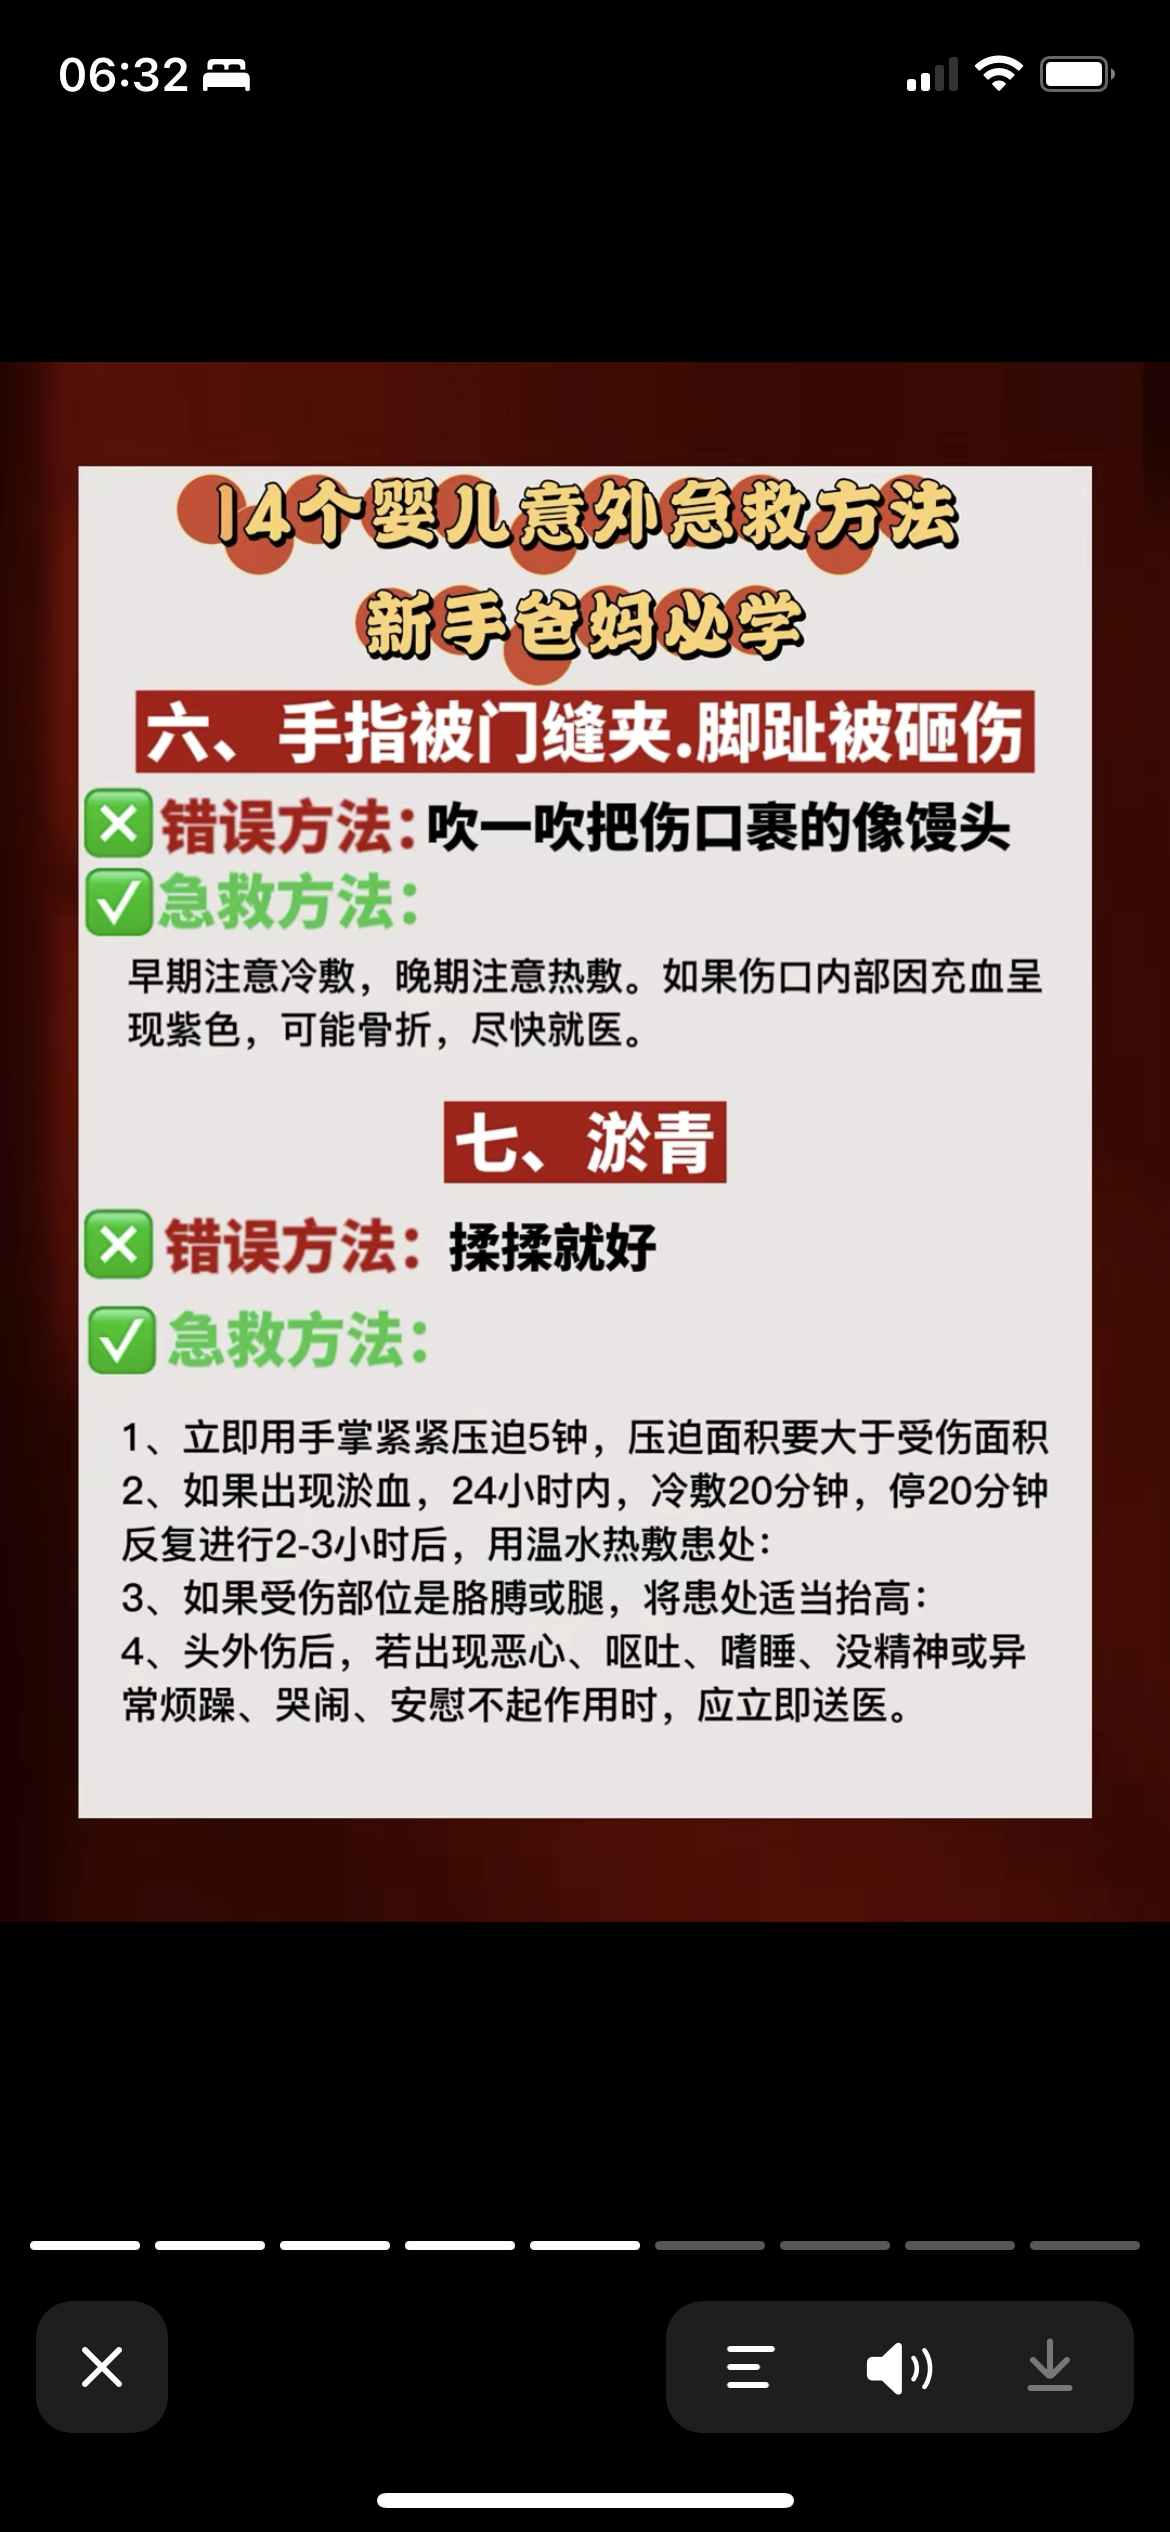 06:32
14个婴儿意外急救方法
新手爸妈必学
六、手指被门缝夹.脚趾被砸伤
错误方法：吹一吹把伤口裹的像馒头
急救方法：
早期注意冷敷，晚期注意热敷。如果伤口内部因充血呈
现紫色，可能骨折，尽快就医。
七、淤青
错误方法：揉揉就好
急救方法：
1、立即用手掌紧紧压迫5钟，压迫面积要大于受伤面积
2、如果出现淤血，24小时内，冷敷20分钟，停20分钟
反复进行2-3小时后，用温水热敷患处：
3、如果受伤部位是胳膊或腿，将患处适当抬高：
4、头外伤后，若出现恶心、呕吐、嗜睡、没精神或异
常烦躁、哭闹、安慰不起作用时，应立即送医。